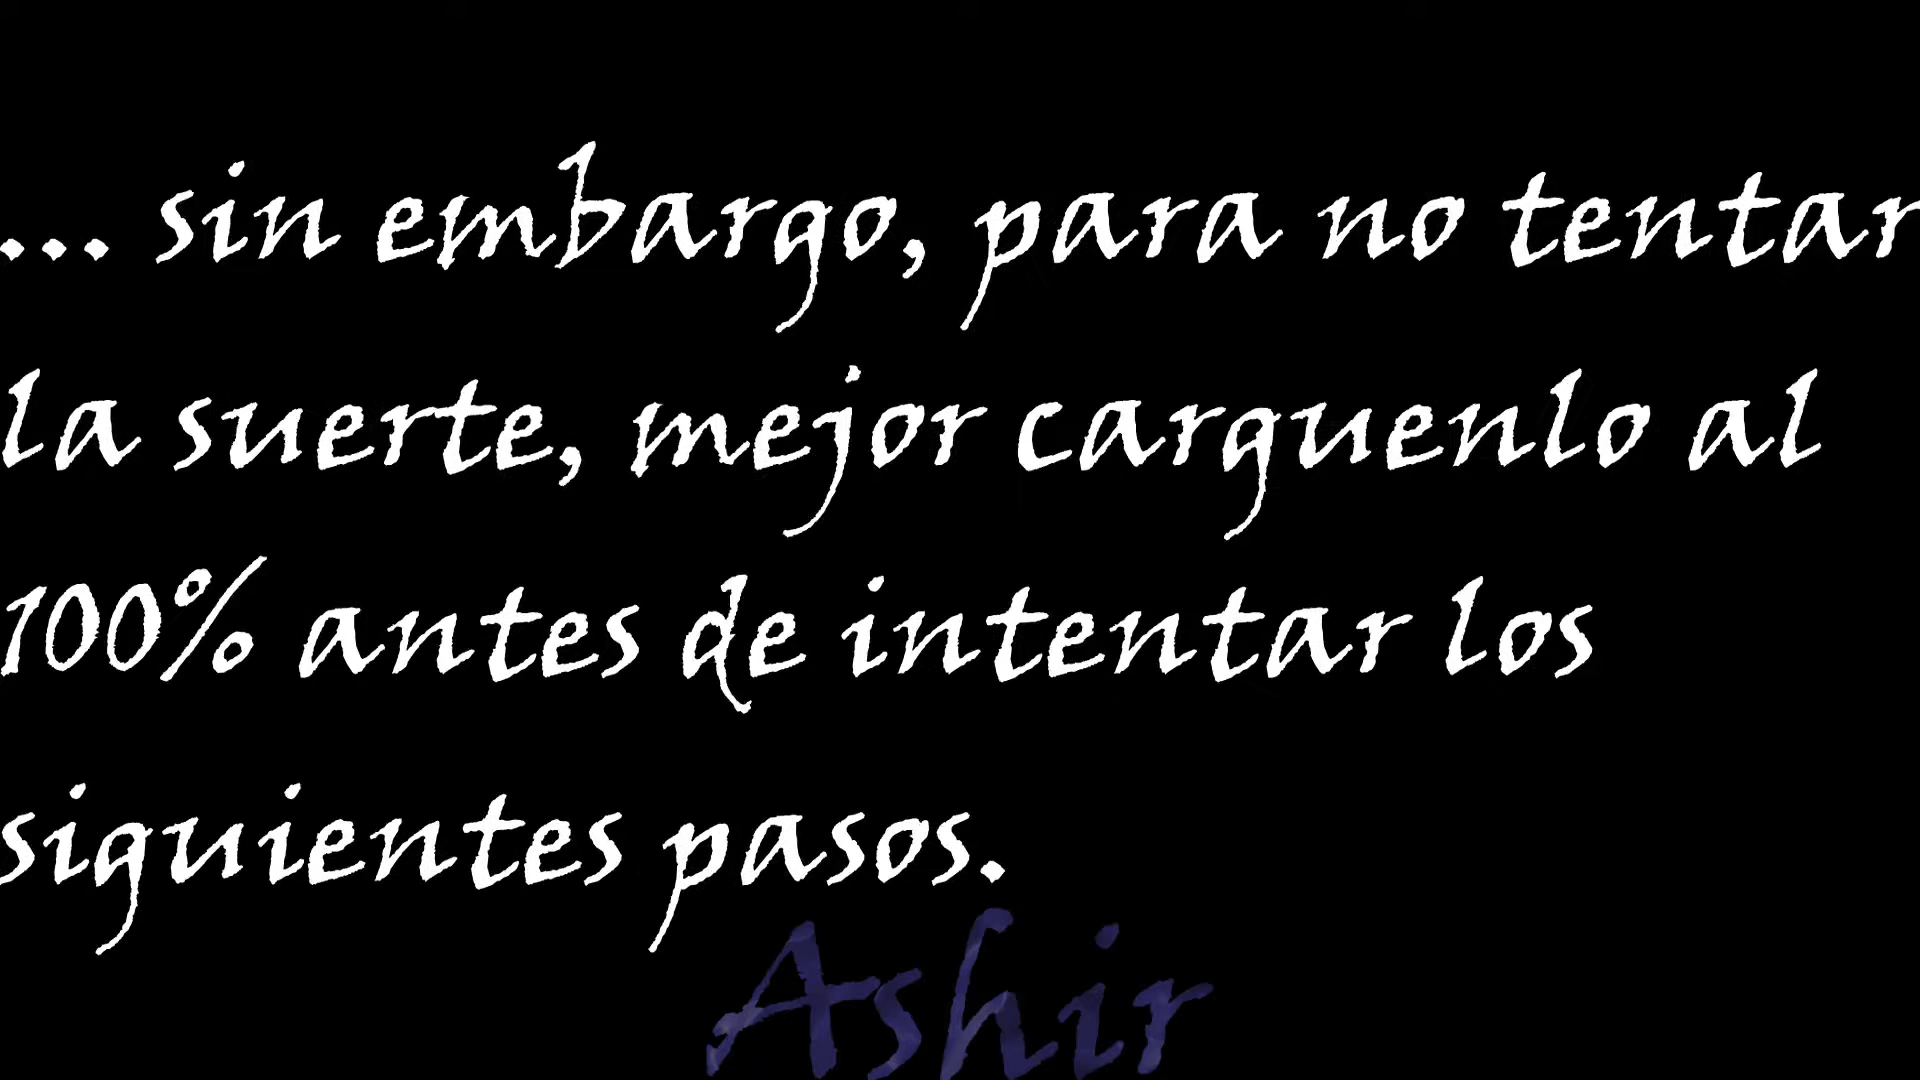 ... sin embargo, para no tentar
la suerte, mejor carguenlo al
100% antes de intentar los
siguientes pasos.
Ashir